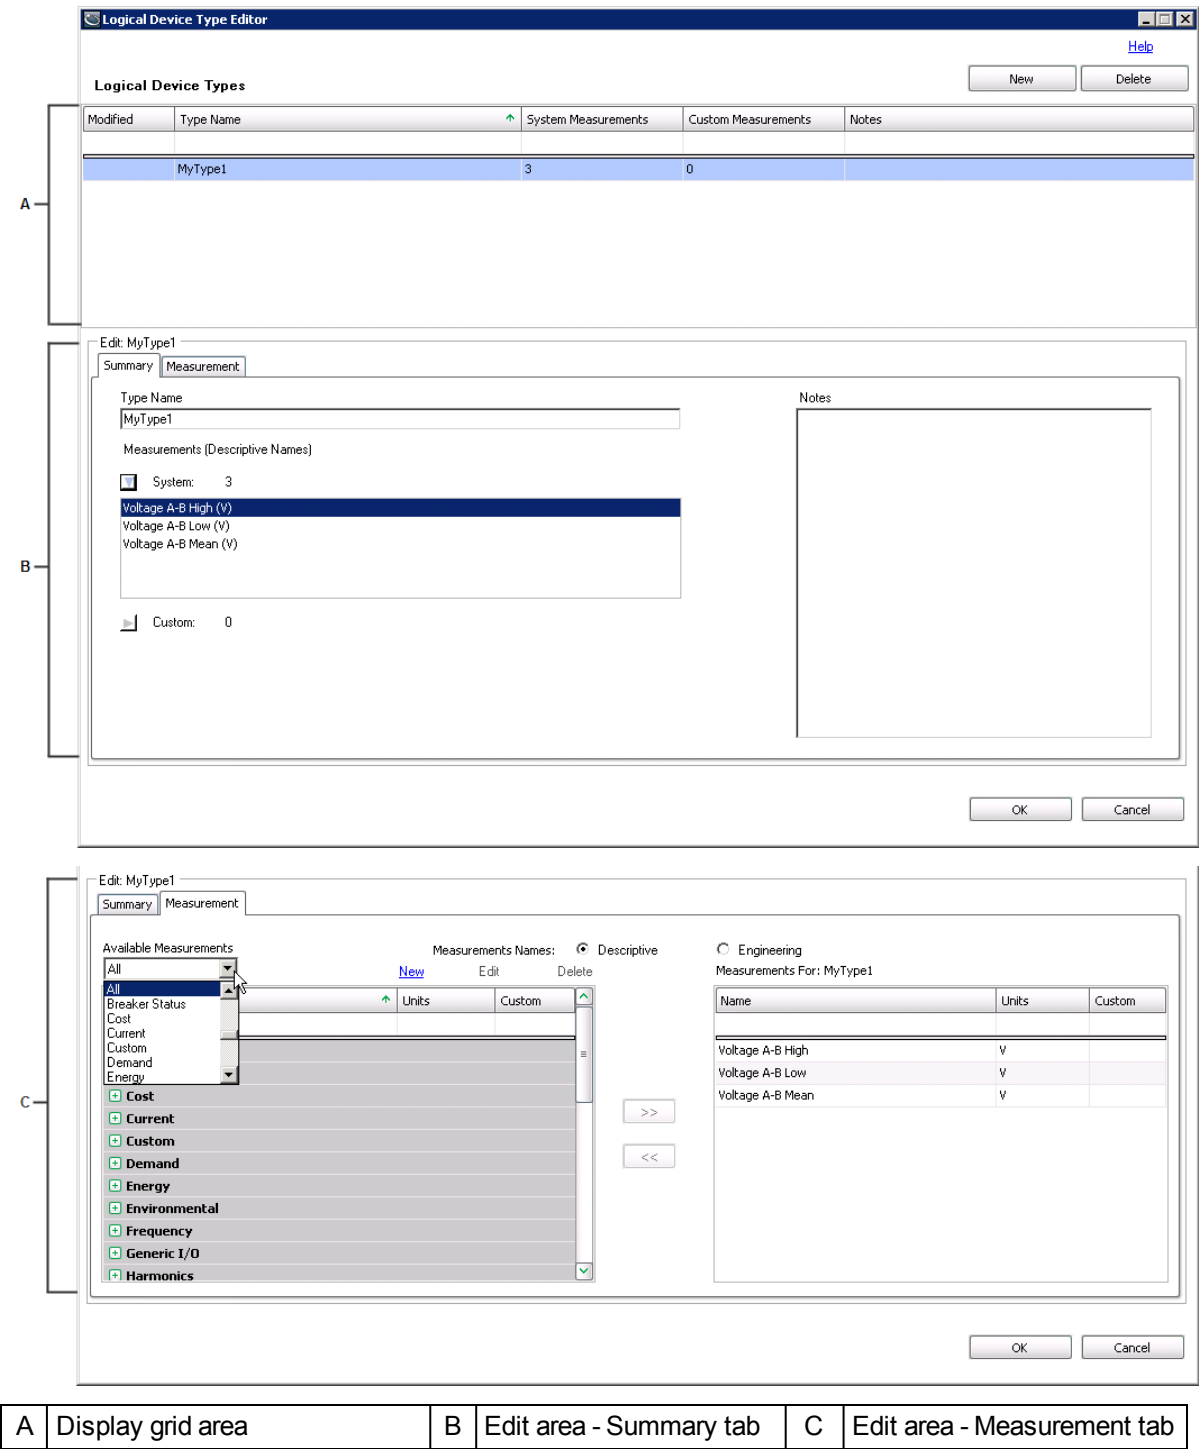 Logical Device Type Editor
Help
Logical Device Types
New Delete
Modified Type Name System Measurements Custom Measurements Notes
MyType1 3 0
A
Edit: MyType1
Summary Measurement
Type Name
MyType1
Notes
Measurements (Descriptive Names)
System: 3
Voltage A-B High (V)
Voltage A-B Low (V)
Voltage A-B Mean (V)
B
Custom: 0
OK Cancel
Edit: MyType1
Summary Measurement
Available Measurements Measurements Names: Descriptive Engineering
All New Edit Delete Measurements For: MyType1
All
Breaker Status
Cost
Current
Custom
Demand
Energy
Units Custom
Name Units Custom
Voltage A-B High V
Voltage A-B Low V
Voltage A-B Mean V
C
Cost
Current
Custom
Demand
Energy
Environmental
Frequency
Generic I/O
Harmonics
>>
<<
OK Cancel
A Display grid area B Edit area - Summary tab C Edit area - Measurement tab